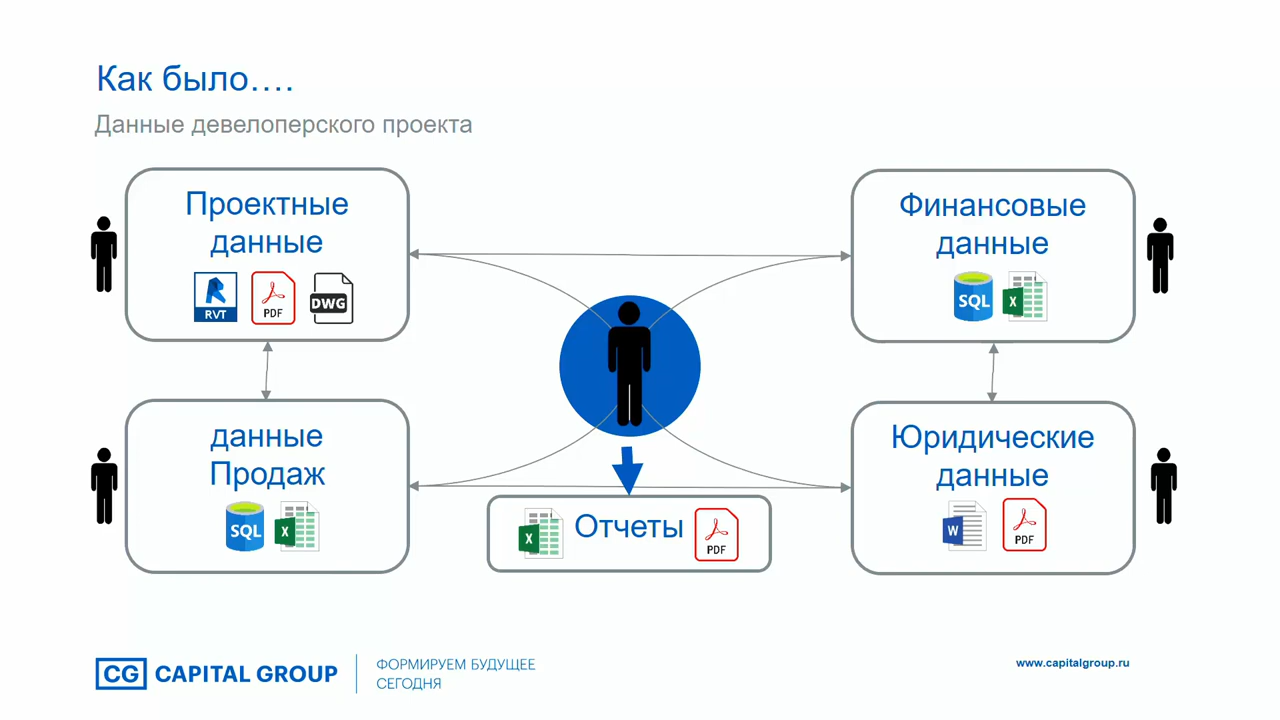 Как было….
Данные девелоперского проекта
Проектные
данные
RVT
PDF
DWG
Финансовые
данные
SQL
X
данные
Продаж
SQL
X
X
Отчеты
PDF
Юридические
данные
W
PDF
CG CAPITAL GROUP
ФОРМИРУЕМ БУДУЩЕЕ
СЕГОДНЯ
www.capitalgroup.ru